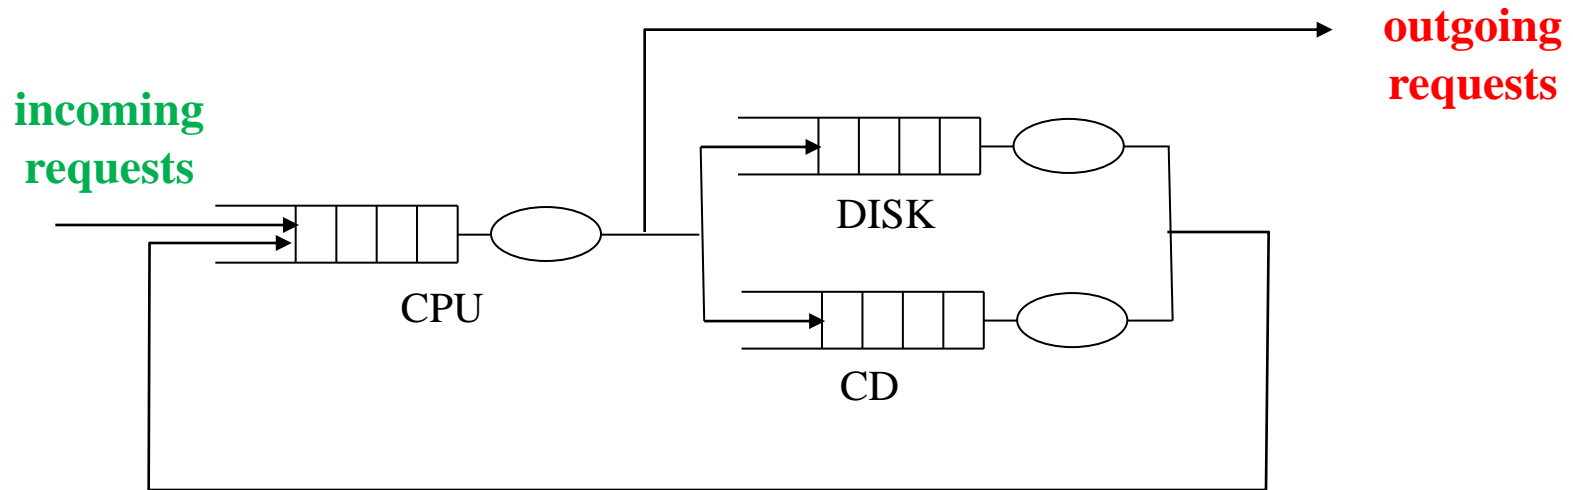 outgoing
requests
incoming
requests
DISK
CPU
CD